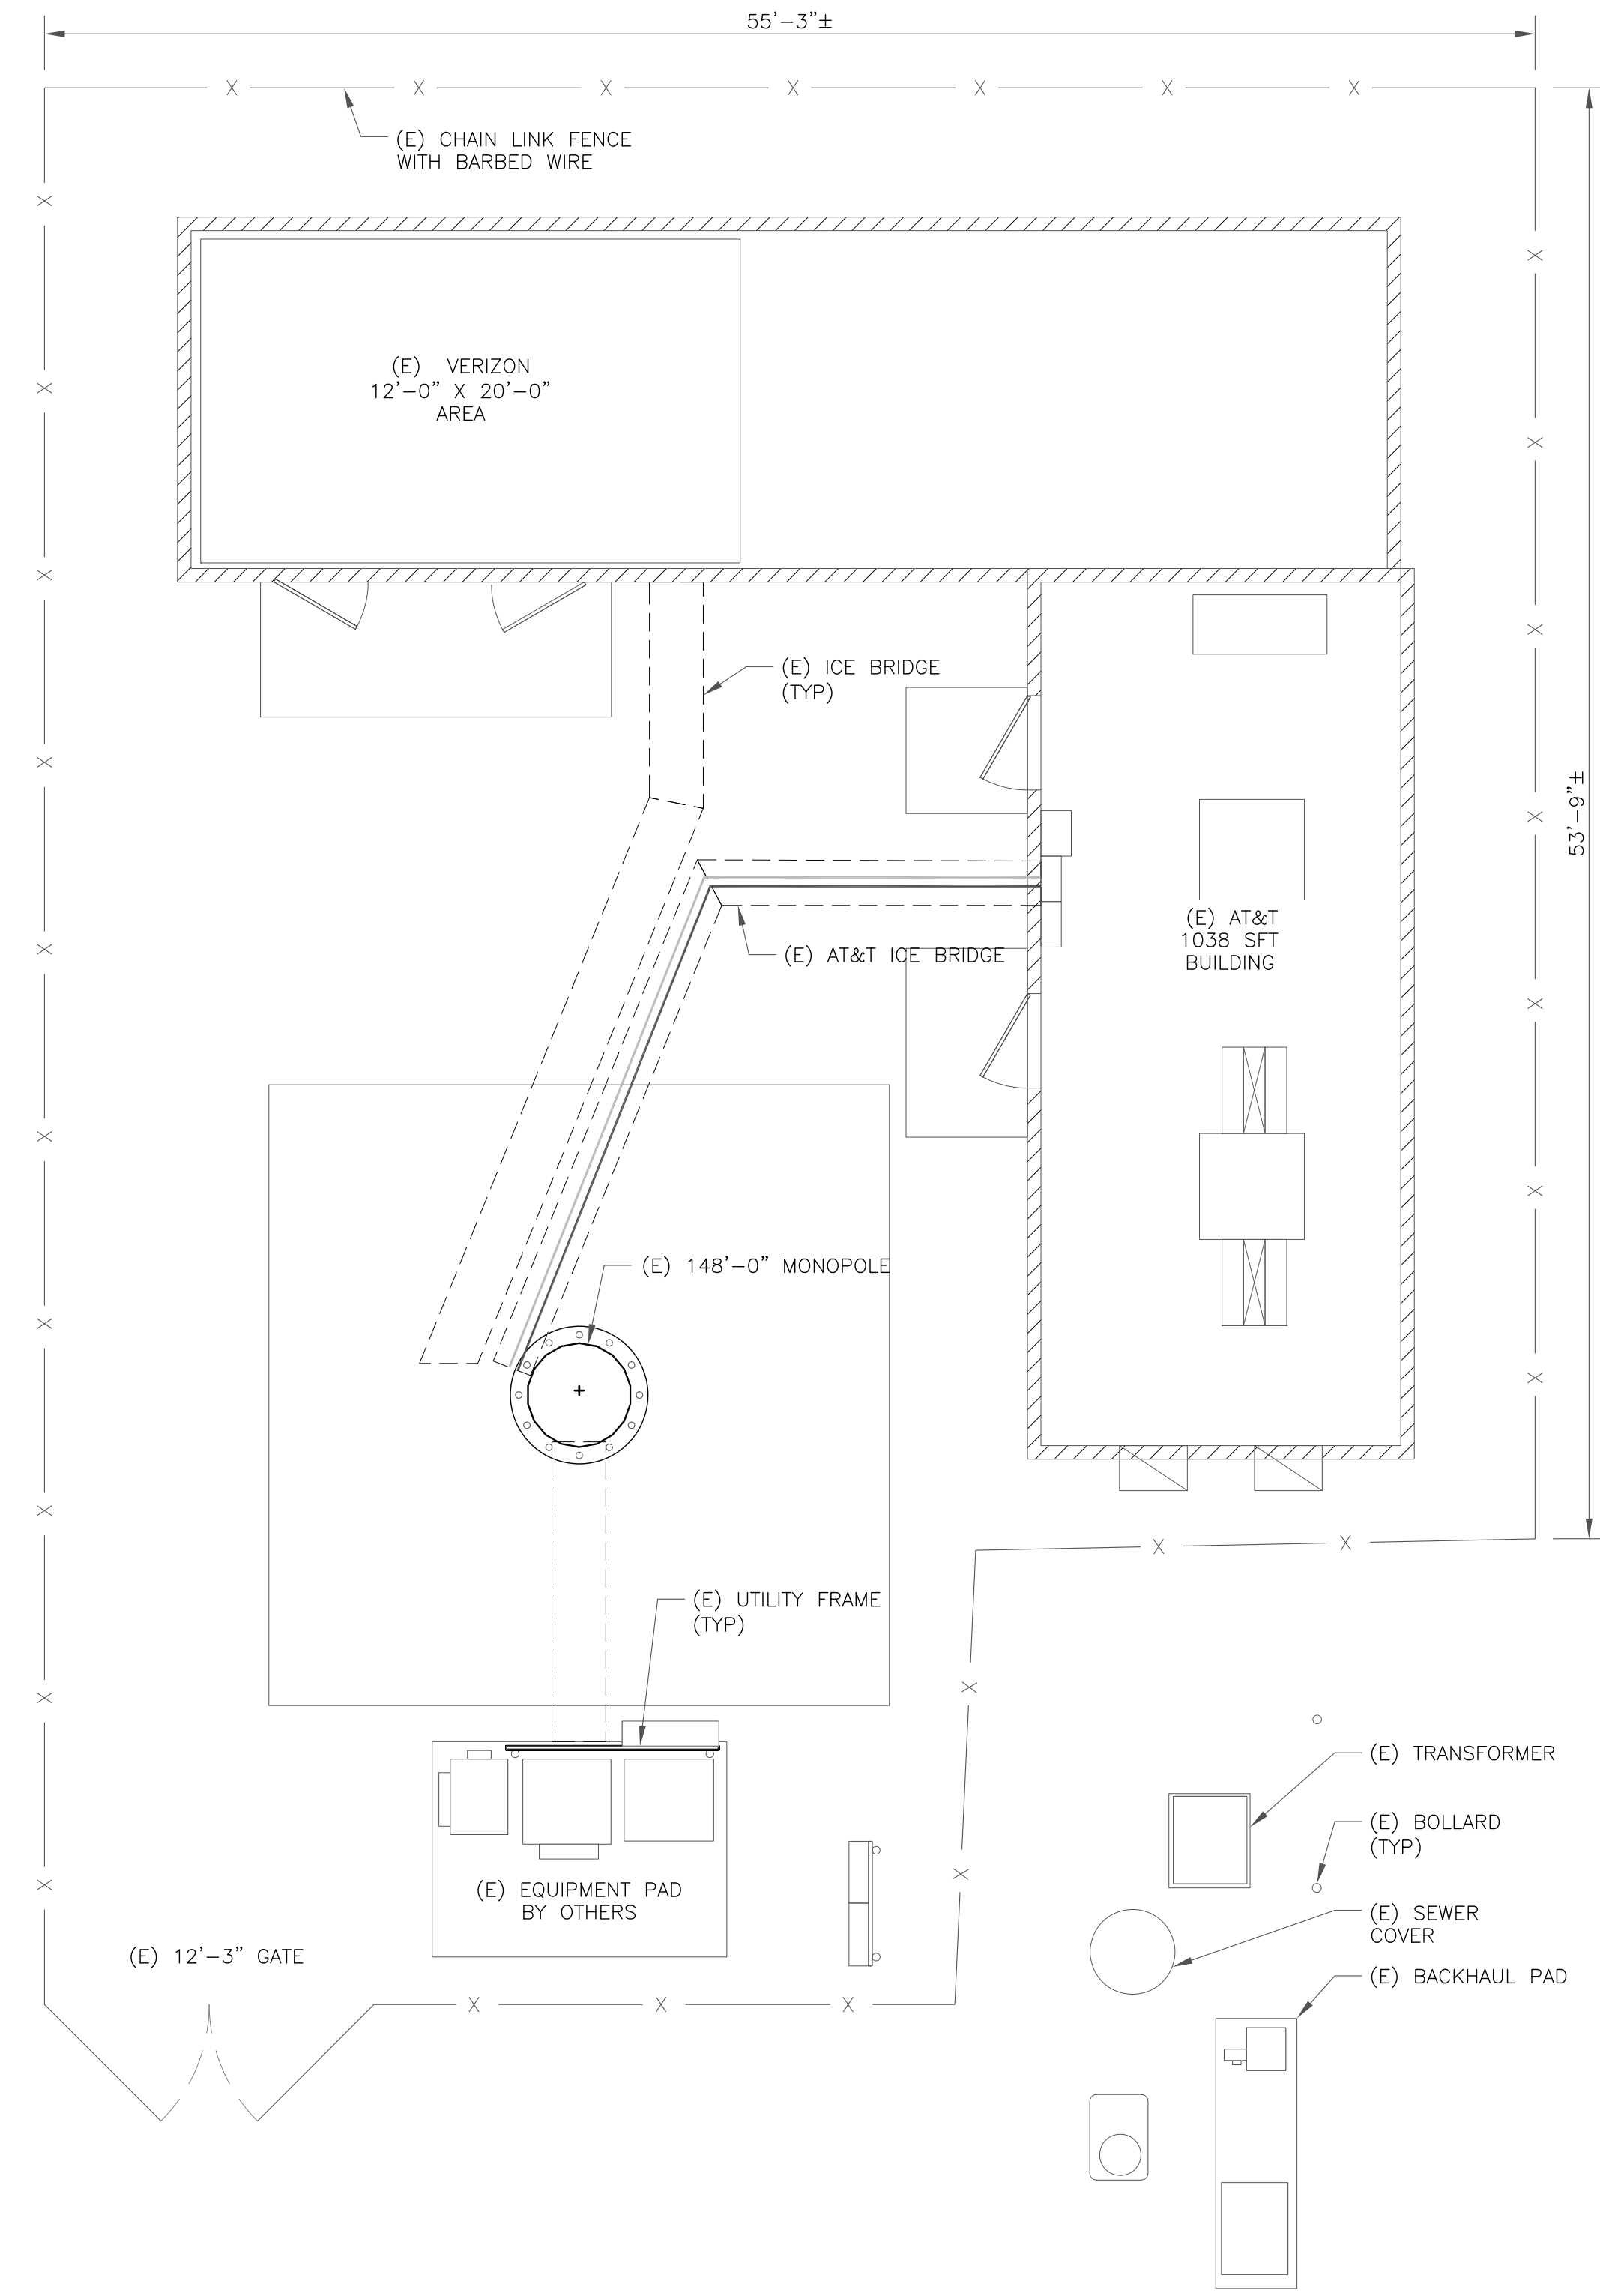 55'-3"±
(E) CHAIN LINK FENCE
WITH BARBED WIRE
(E) VERIZON
12'-0" X 20'-0"
AREA
(E) ICE BRIDGE
(TYP)
53'-9"±
(E) AT&T
1038 SFT
BUILDING
(E) AT&T ICE BRIDGE
(E) 148'-0" MONOPOLE
(E) UTILITY FRAME
(TYP)
(E) TRANSFORMER
(E) BOLLARD
(TYP)
(E) EQUIPMENT PAD
BY OTHERS
(E) SEWER
COVER
(E) 12'-3" GATE
(E) BACKHAUL PAD